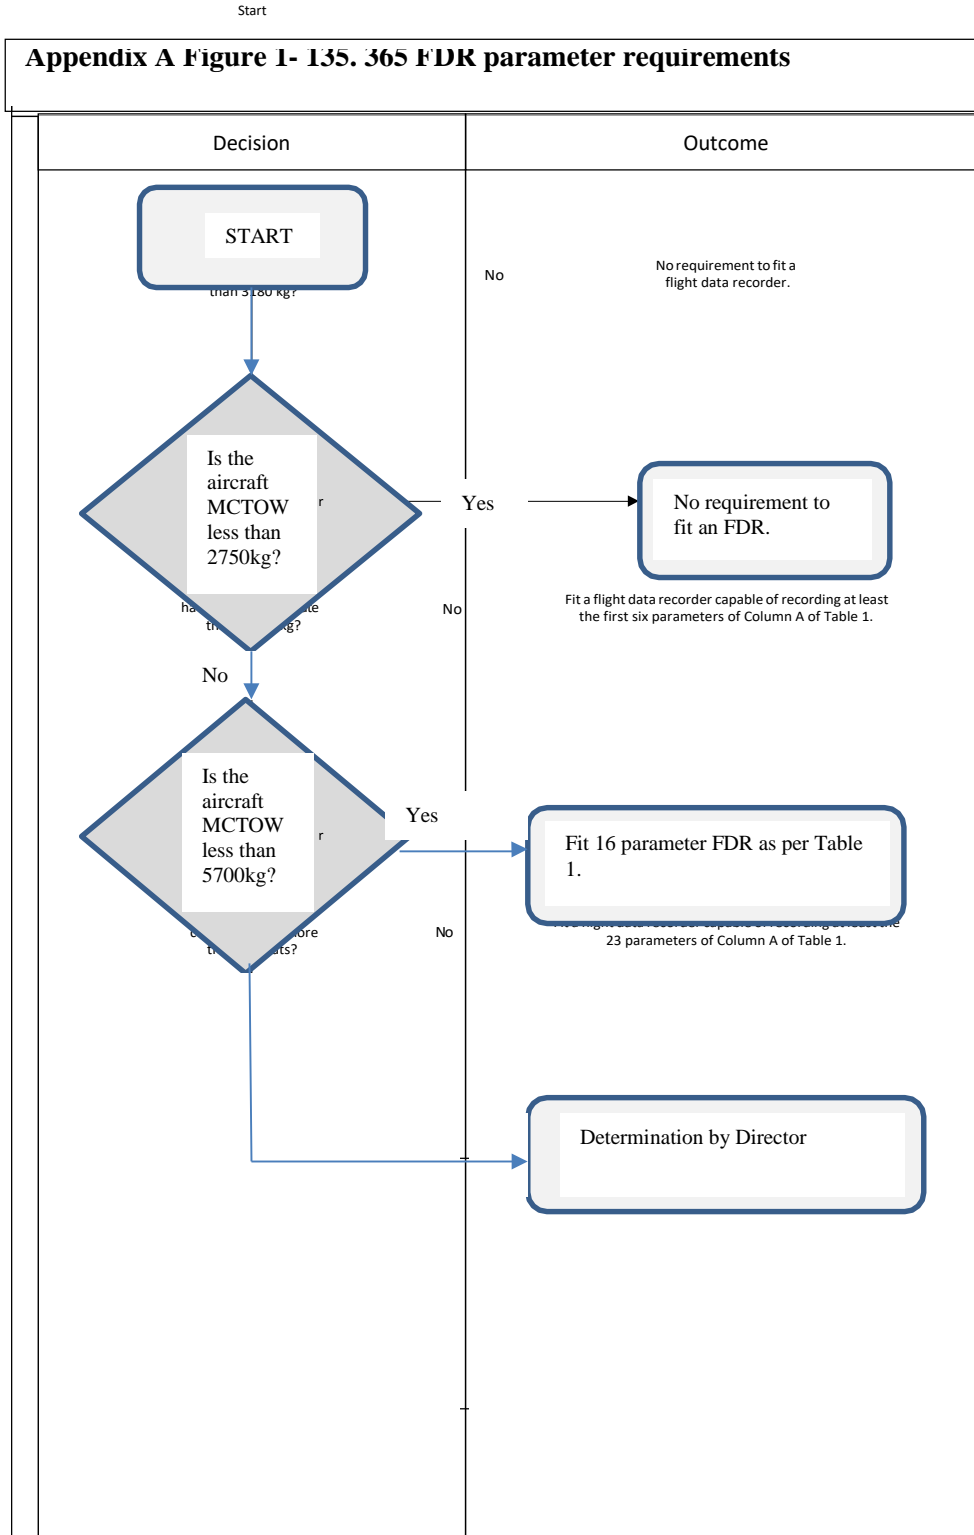 Start
Appendix A Figure 1- 135. 365 FDR parameter requirements
Decision
Outcome
START
than 3180 kg?
No
No requirement to fit a
flight data recorder.
Is the
aircraft
MCTOW
less than
2750kg?
r
Yes
No requirement to
fit an FDR.
No
Fit a flight data recorder capable of recording at least
the first six parameters of Column A of Table 1.
No
Is the
aircraft
MCTOW
less than
5700kg?
r
Yes
Fit 16 parameter FDR as per Table
1.
No
23 parameters of Column A of Table 1.
Determination by Director